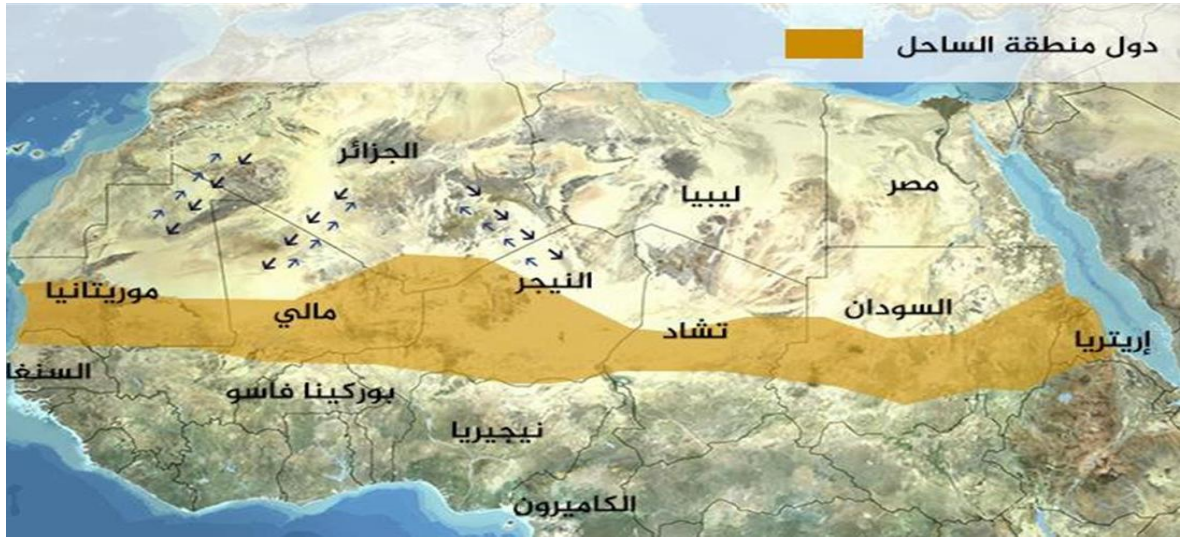 دول منطقة الساحل
الجزائر
ليبيا
مصر
موريتانيا
مالي
النيجر
تشاد
السودان
إريتريا
السنغا
بوركينا فاسو
نيجيريا
الكاميرون